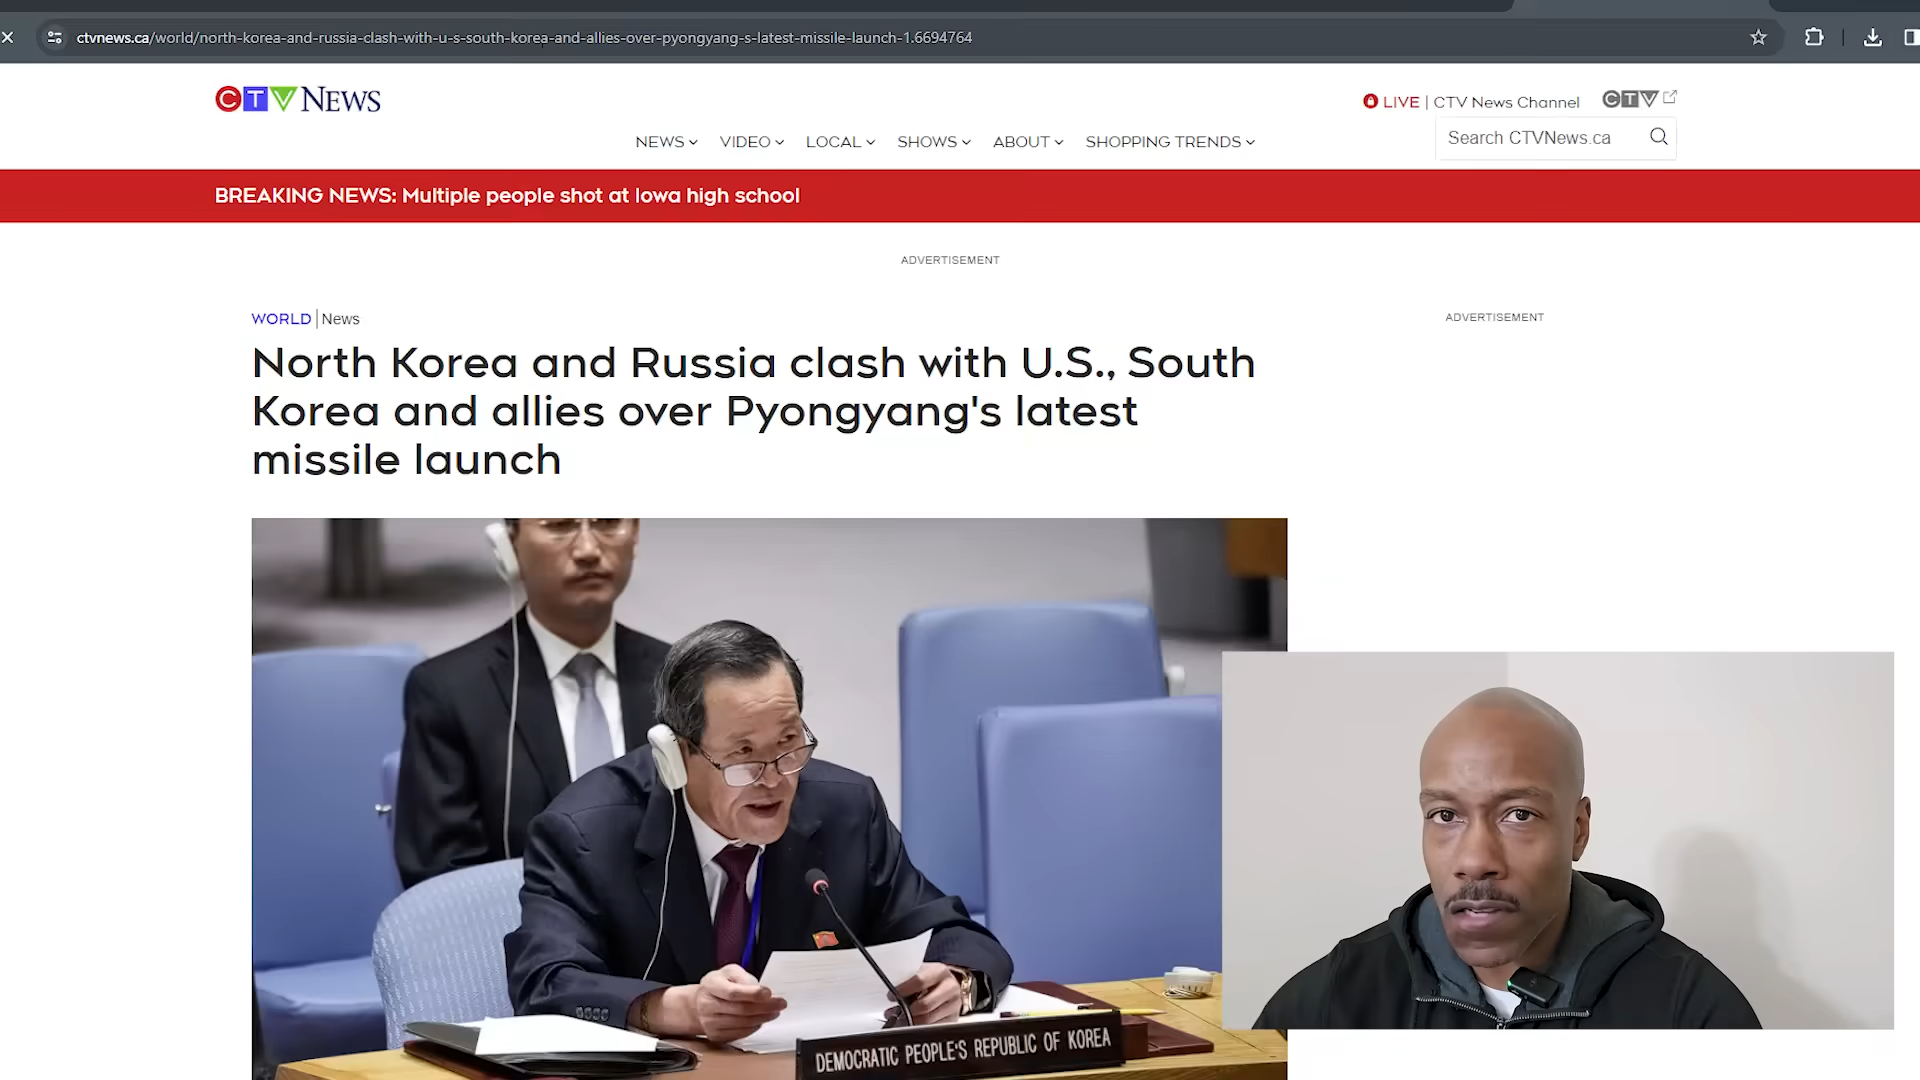 ctvnews.ca/world/north-korea-and-russia-clash-with-u-s-south-korea-and-allies-over-pyongyang-s-latest-missile-launch-1.6694764
CTV NEWS
LIVE | CTV News Channel CTV
NEWS VIDEO LOCAL SHOWS ABOUT SHOPPING TRENDS
Search CTVNews.ca
BREAKING NEWS: Multiple people shot at Iowa high school
ADVERTISEMENT
WORLD | News
ADVERTISEMENT
North Korea and Russia clash with U.S., South
Korea and allies over Pyongyang's latest
missile launch
DEMOCRATIC PEOPLE'S REPUBLIC OF KOREA